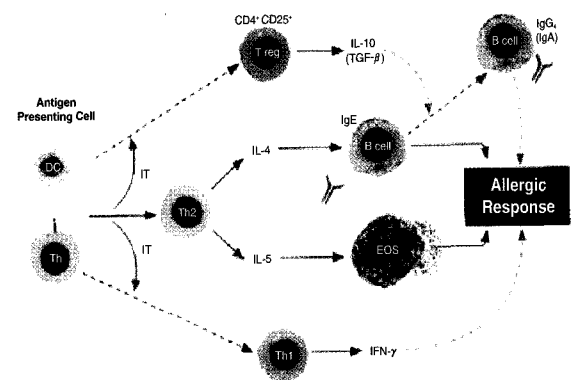 CD4⁺ CD25⁺
T reg
IL-10
(TGF-β)
B cell
IgG₄
(IgA)
Antigen
Presenting Cell
DC
IT
Th
IT
Th2
IL-4
IgE
B cell
IL-5
EOS
Allergic
Response
Th1
IFN-γ